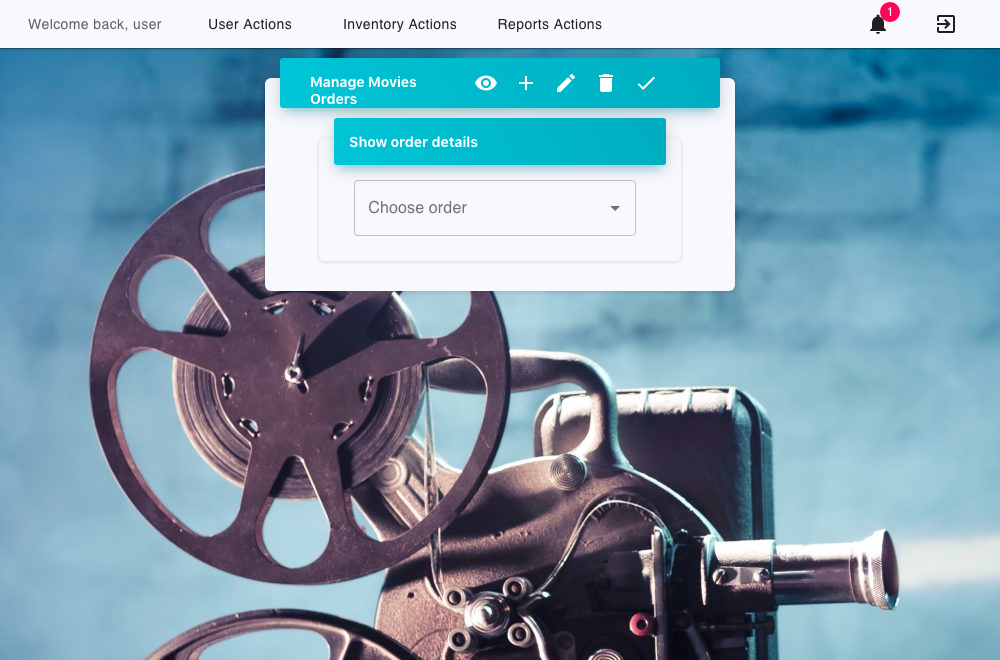 Welcome back, user User Actions Inventory Actions Reports Actions 1
Manage Movies
Orders
Show order details
Choose order